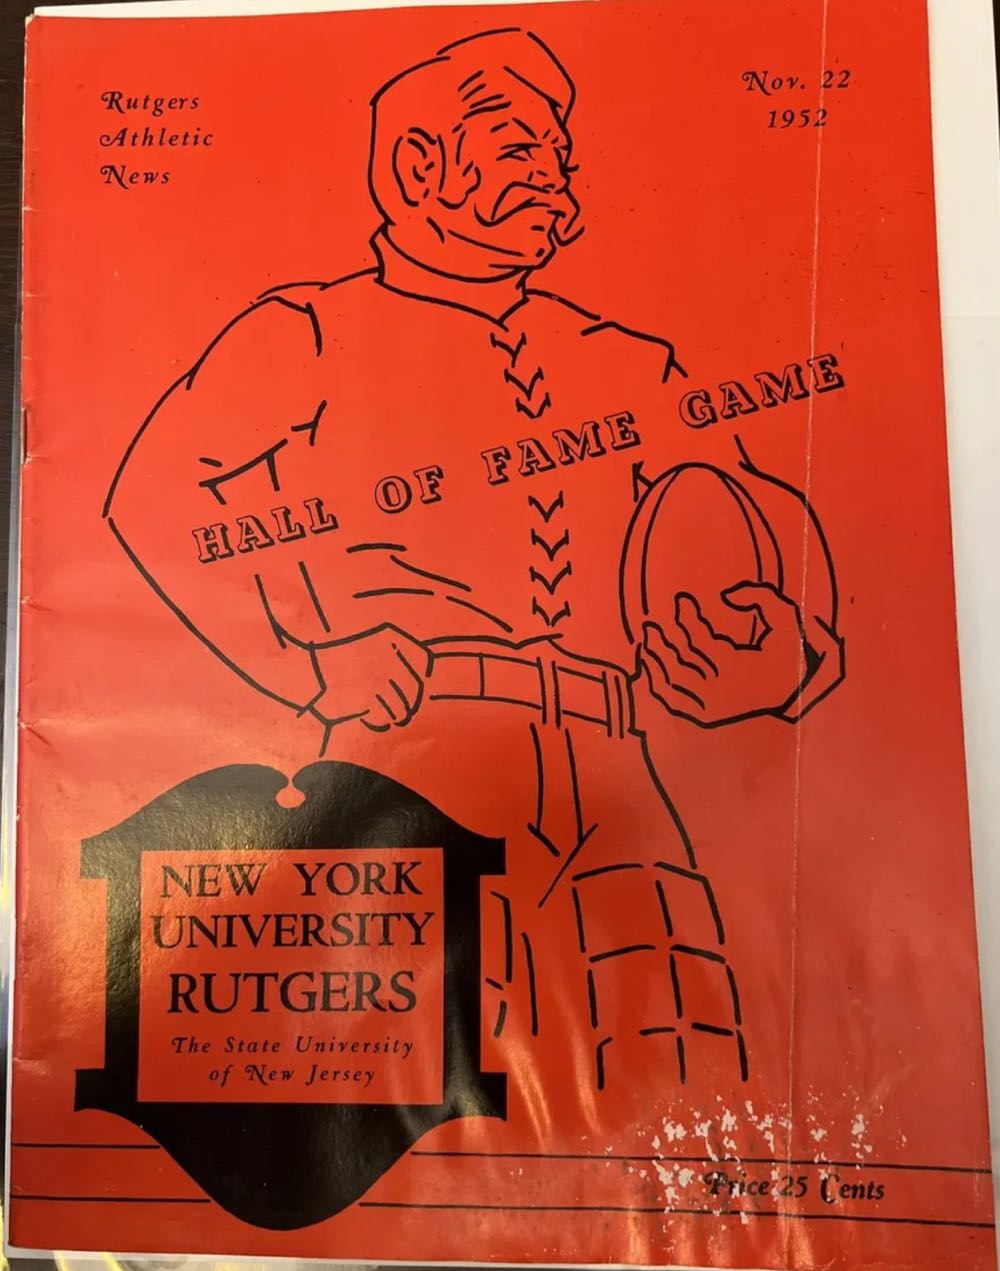 Rutgers
Athletic
News
Nov. 22
1952
HALL OF FAME GAME
NEW YORK
UNIVERSITY
RUTGERS
The State University
of New Jersey
Price 25 Cents